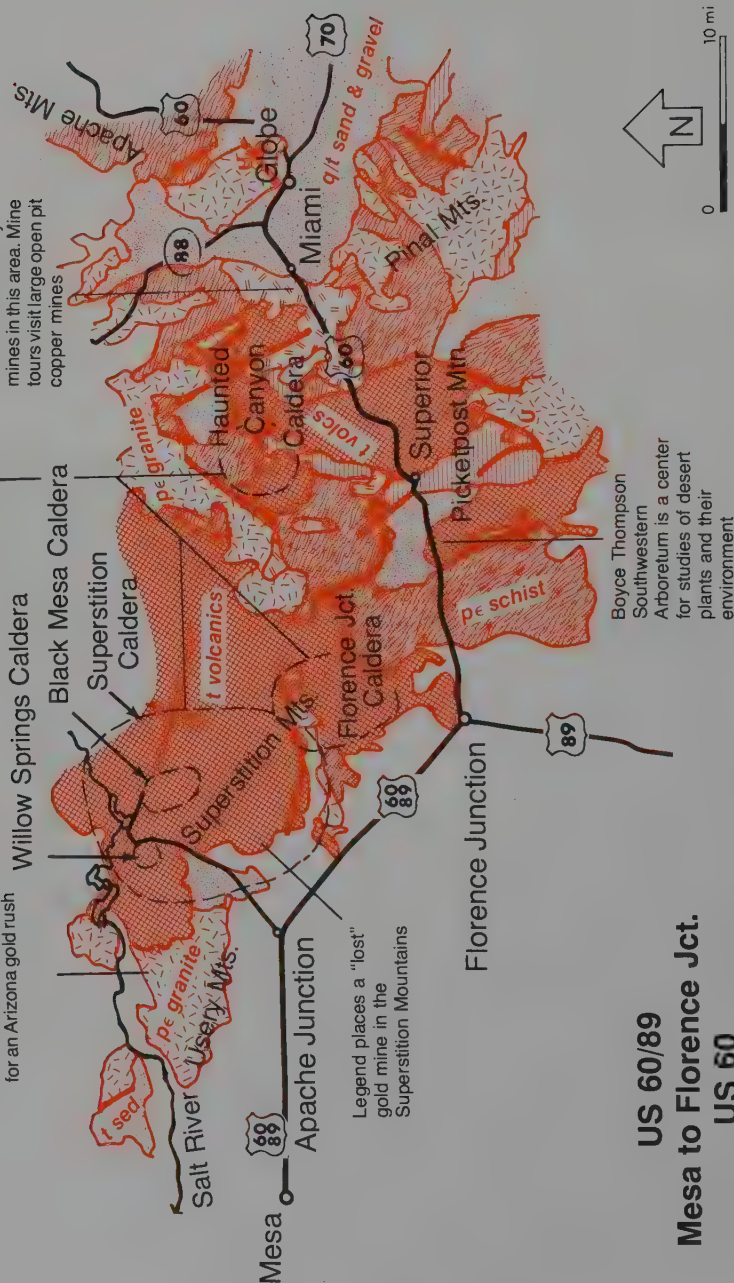 for an Arizona gold rush
Willow Springs Caldera
Black Mesa Caldera
Superstition
Caldera
mines in this area. Mine
tours visit large open pit
copper mines
Apache Mts.
60
70
88
Globe
Miami
q/t sand & gravel
Pinal Mts.
pϵ granite
Haunted
Canyon
Caldera"
t volcs
60
Superior
Picketpost Mtn.
t volcanics
Superstition Mts.
Florence Jct.
Caldera
pϵ schist
t sed
Salt River
pϵ granite
Usery Mts.
Mesa
60
89
Apache Junction
60
89
Florence Junction
89
Legend places a "lost"
gold mine in the
Superstition Mountains
Boyce Thompson
Southwestern
Arboretum is a center
for studies of desert
plants and their
environment
N
0
10 mi
US 60/89
Mesa to Florence Jct.
US 60